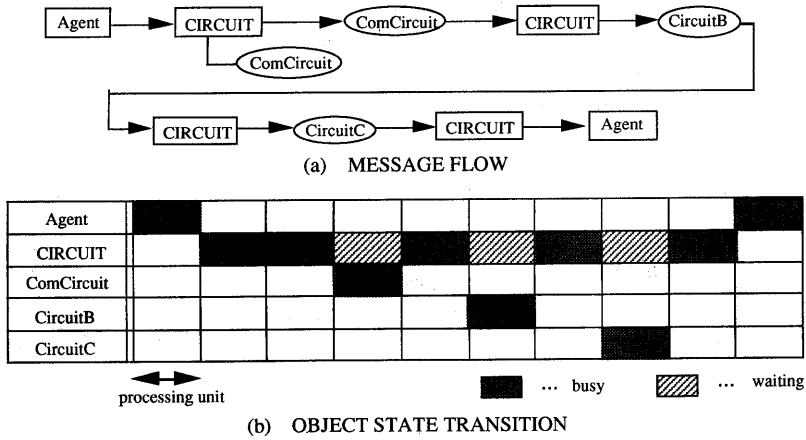 Agent CIRCUIT ComCircuit CIRCUIT CircuitB
ComCircuit
CIRCUIT CircuitC CIRCUIT Agent
(a) MESSAGE FLOW
Agent
CIRCUIT
ComCircuit
CircuitB
CircuitC
processing unit
... busy
... waiting
(b) OBJECT STATE TRANSITION